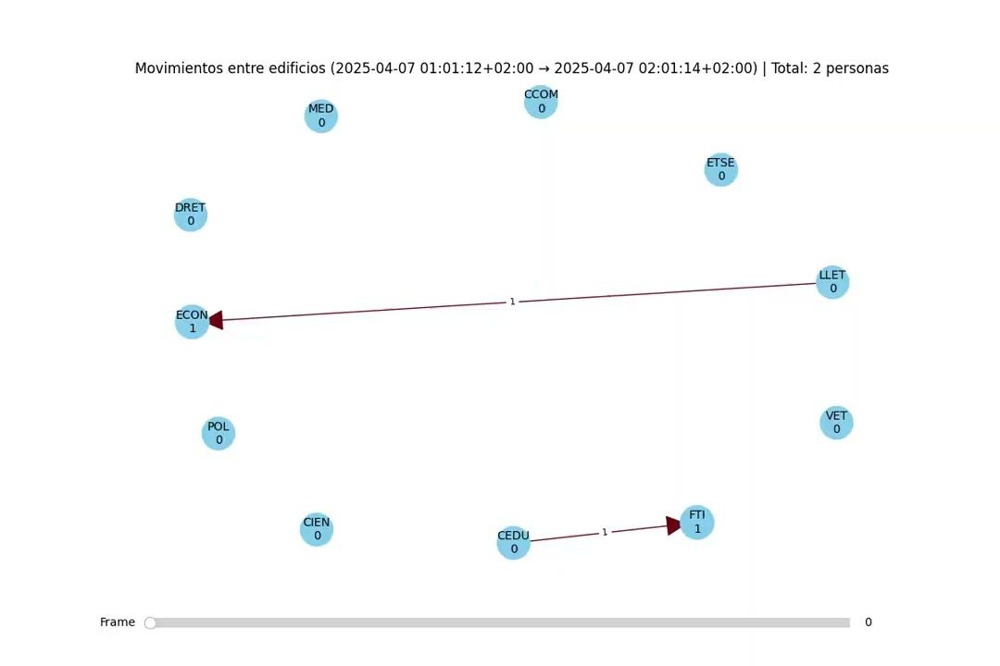 Movimientos entre edificios (2025-04-07 01:01:12+02:00 → 2025-04-07 02:01:14+02:00) | Total: 2 personas
CCOM
0
MED
0
ETSE
0
DRET
0
LLET
0
1
ECON
1
VET
0
POL
0
FTI
1
CIEN
0
1
CEDU
0
Frame 0